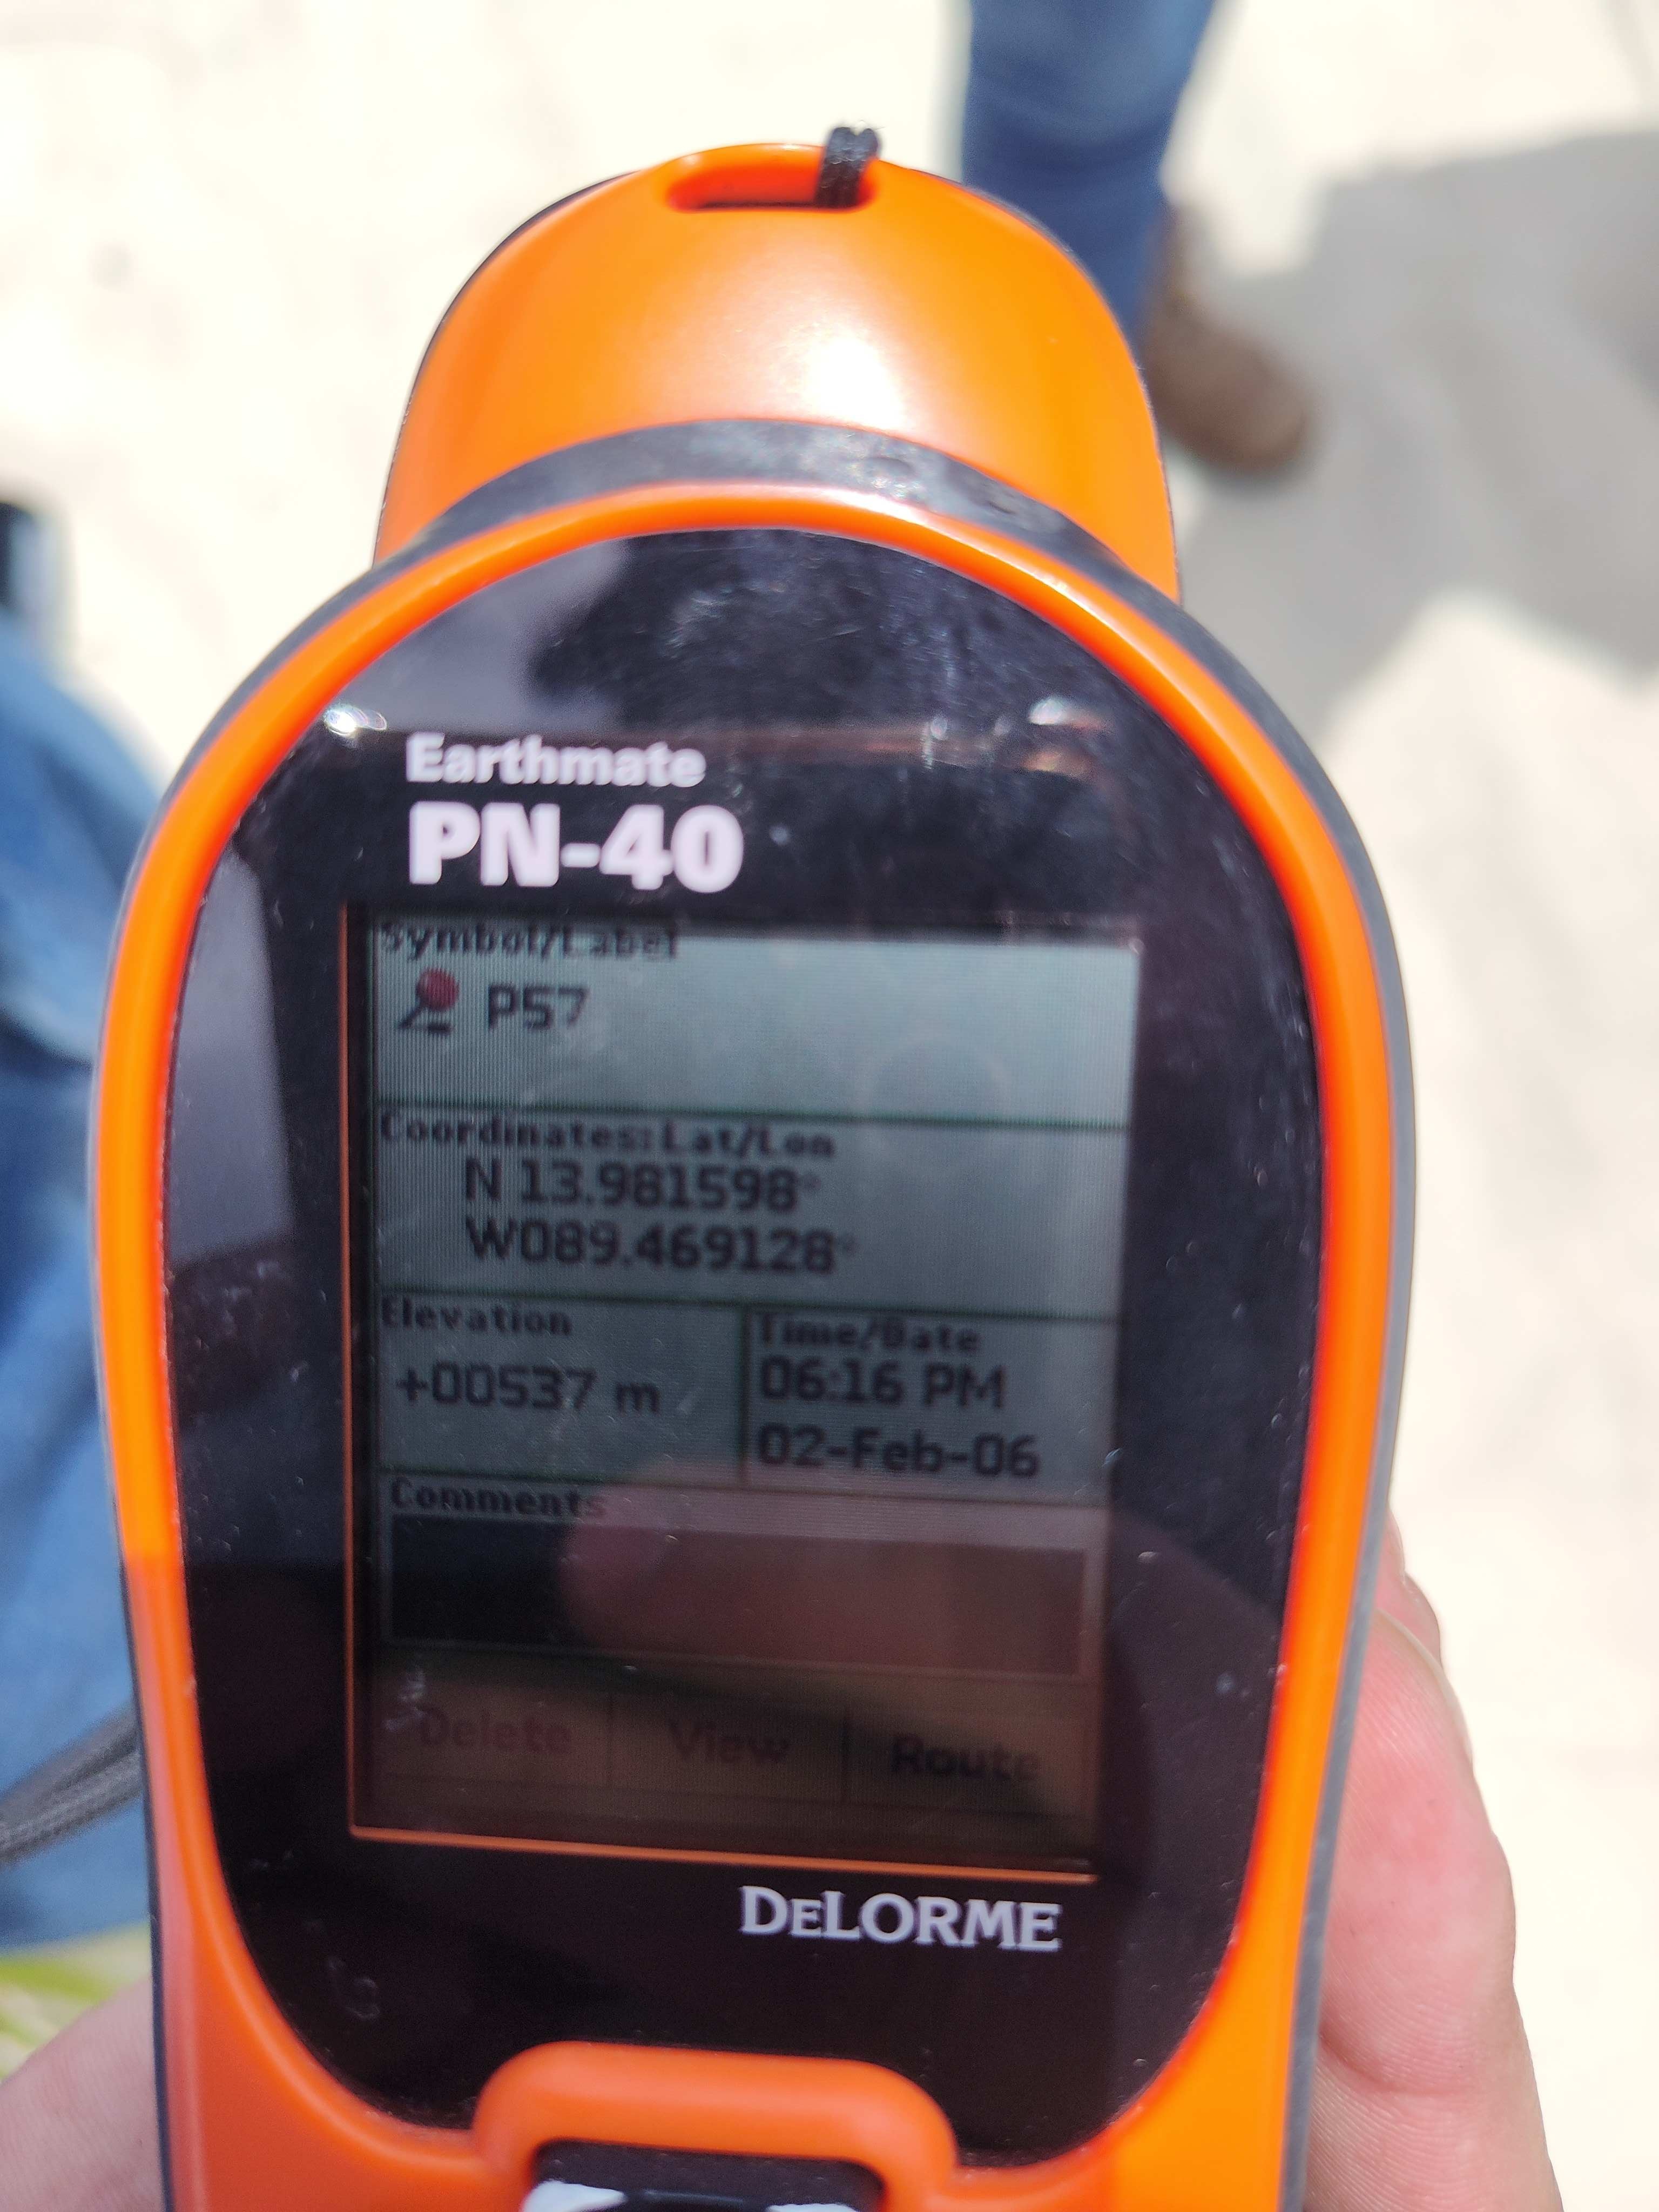 Earthmate
PN-40
Symbol/Label
P57
Coordinates: Lat/Lon
N 13.981598°
W089.469128°
Elevation
+00537 m
Time/Date
06:16 PM
02-Feb-06
Comments
Delete View Route
DELORME